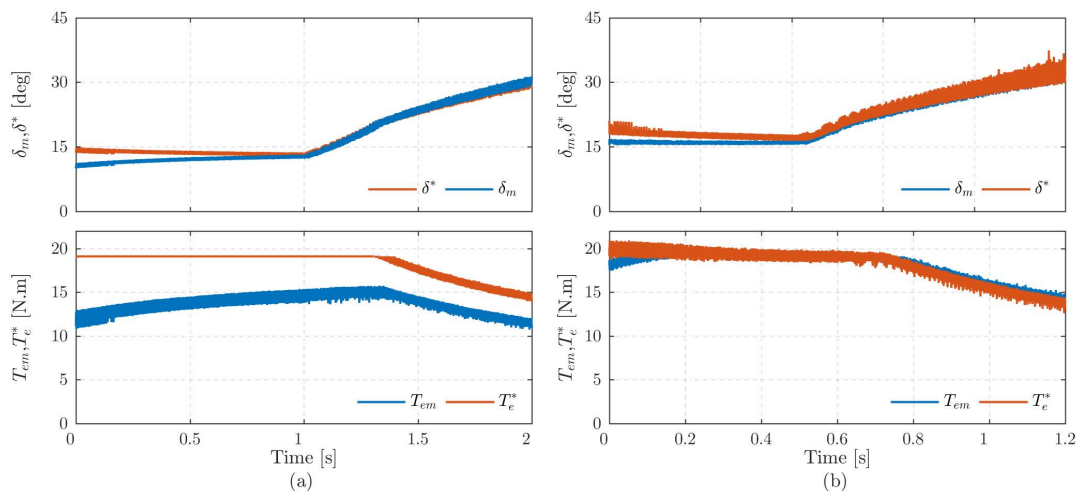 45
30
15
0
δm,δ* [deg]
δ* δm
20
15
10
5
0
Tem,Te* [N.m]
Tem Te*
0 0.5 1 1.5 2
Time [s]
(a)
45
30
15
0
δm,δ* [deg]
δm δ*
20
15
10
5
0
Tem,Te* [N.m]
Tem Te*
0 0.2 0.4 0.6 0.8 1 1.2
Time [s]
(b)